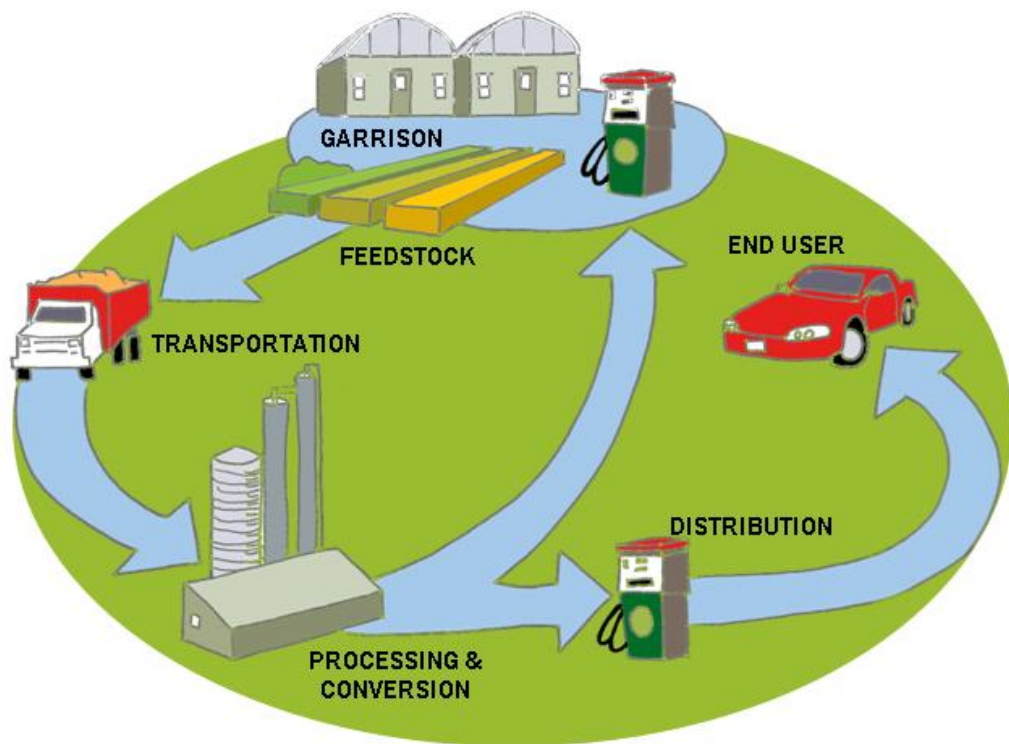 GARRISON
FEEDSTOCK
END USER
TRANSPORTATION
DISTRIBUTION
PROCESSING &
CONVERSION